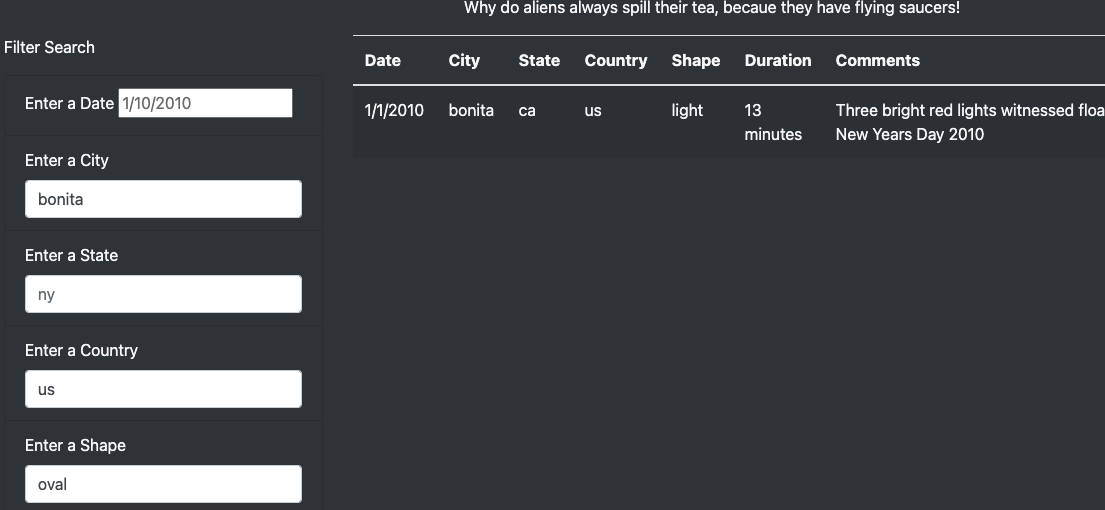 Why do aliens always spill their tea, becaue they have flying saucers!
Filter Search
Enter a Date 1/10/2010
Enter a City
bonita
Enter a State
ny
Enter a Country
us
Enter a Shape
oval
Date City State Country Shape Duration Comments
1/1/2010 bonita ca us light 13 Three bright red lights witnessed floa
minutes New Years Day 2010